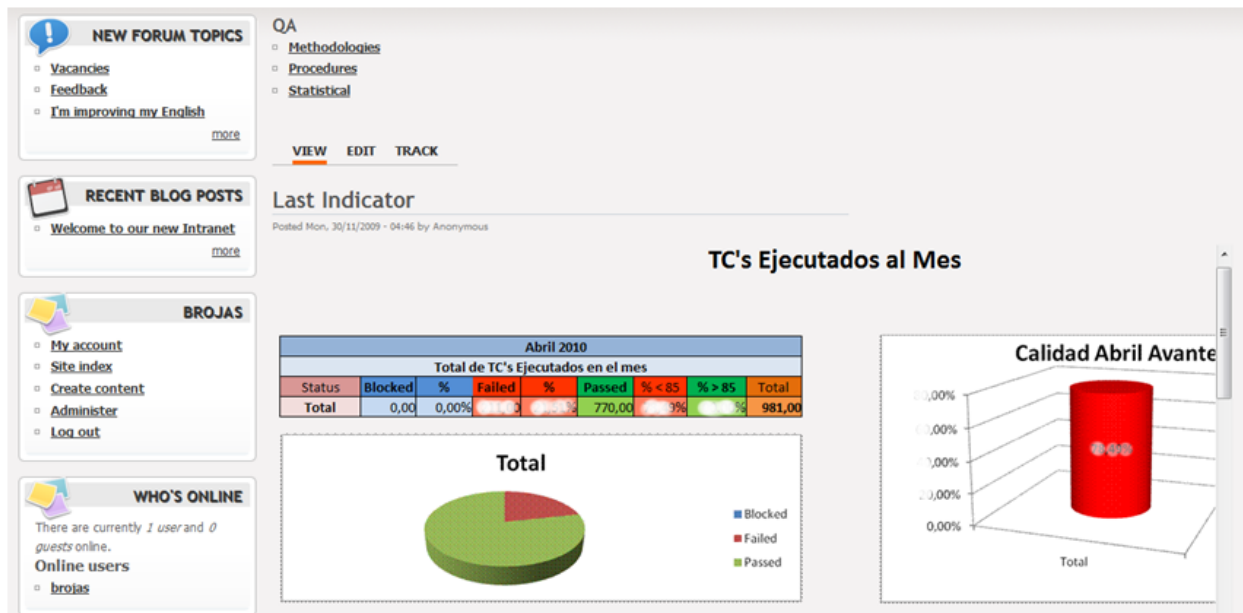 NEW FORUM TOPICS
Vacancies
Feedback
I'm improving my English
more
RECENT BLOG POSTS
Welcome to our new Intranet
more
BROJAS
My account
Site index
Create content
Administer
Log out
WHO'S ONLINE
There are currently 1 user and 0
guests online.
Online users
brojas
QA
Methodologies
Procedures
Statistical
VIEW EDIT TRACK
Last Indicator
Posted Mon, 30/11/2009 - 04:46 by Anonymous
TC's Ejecutados al Mes
Abril 2010
Total de TC's Ejecutados en el mes
Status Blocked % Failed % Passed % < 85 % > 85 Total
Total 0,00 0,00% 770,00 981,00
Total
Blocked
Failed
Passed
Calidad Abril Avante
0,00%
Total